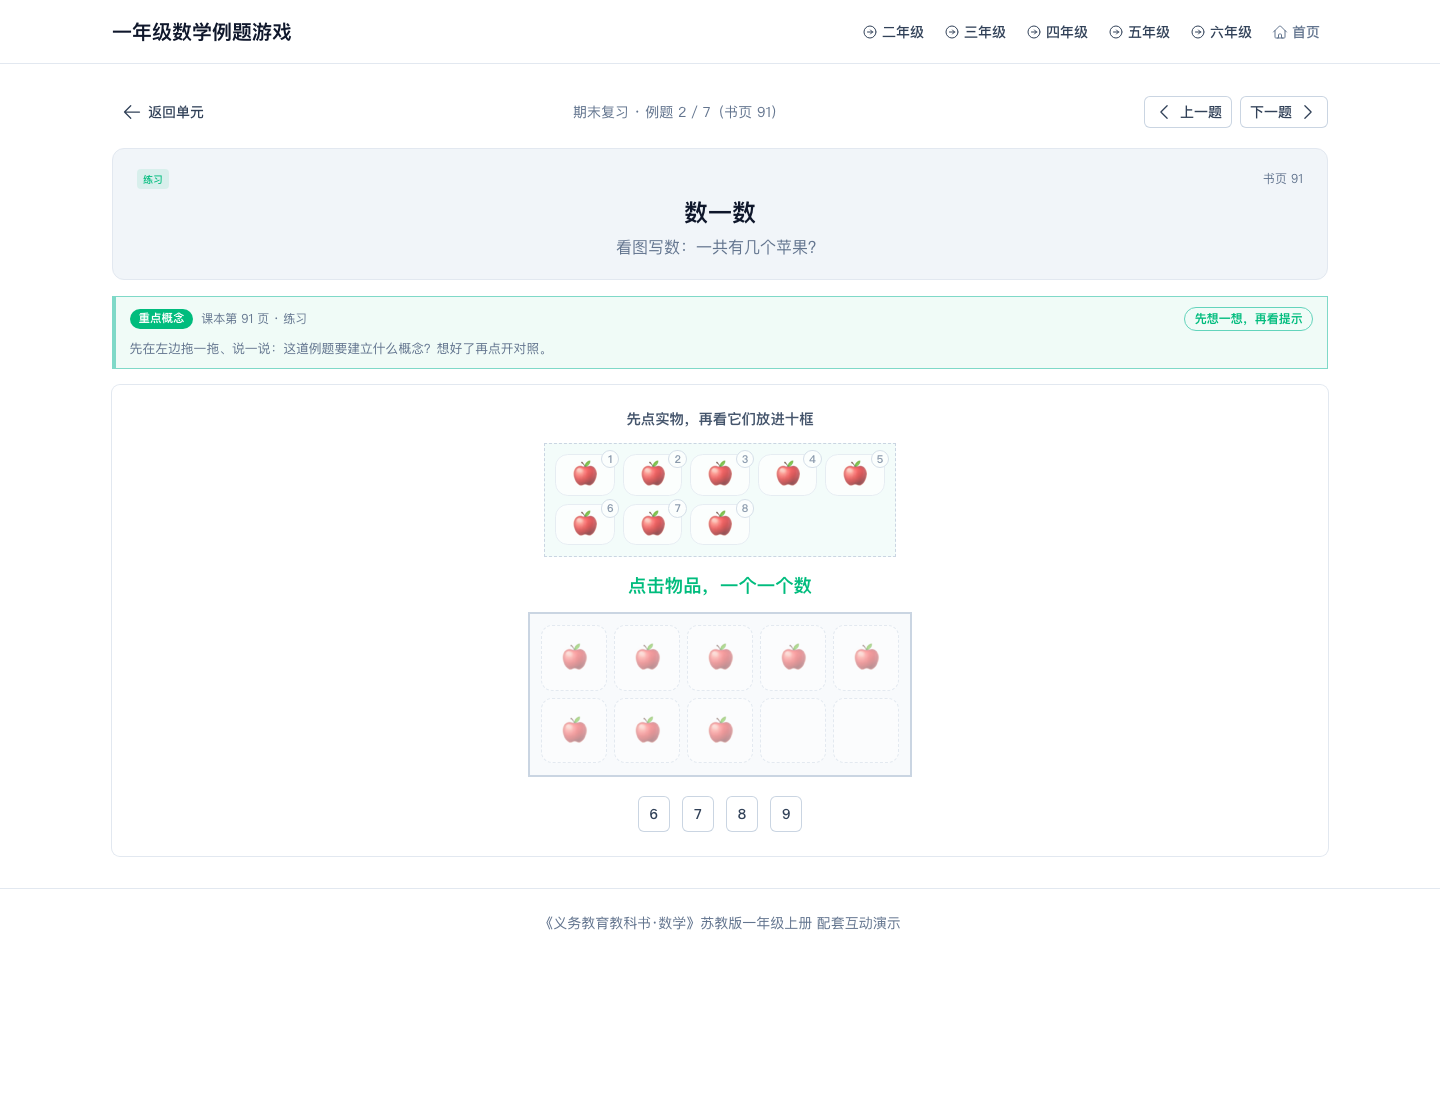 一年级数学例题游戏
二年级 三年级 四年级 五年级 六年级 首页
返回单元
期末复习 · 例题 2 / 7（书页 91）
上一题 下一题
练习
书页 91
数一数
看图写数：一共有几个苹果？
重点概念 课本第 91 页 · 练习
先想一想，再看提示
先在左边拖一拖、说一说：这道例题要建立什么概念？想好了再点开对照。
先点实物，再看它们放进十框
1 2 3 4 5
6 7 8
点击物品，一个一个数
6 7 8 9
《义务教育教科书·数学》苏教版一年级上册 配套互动演示